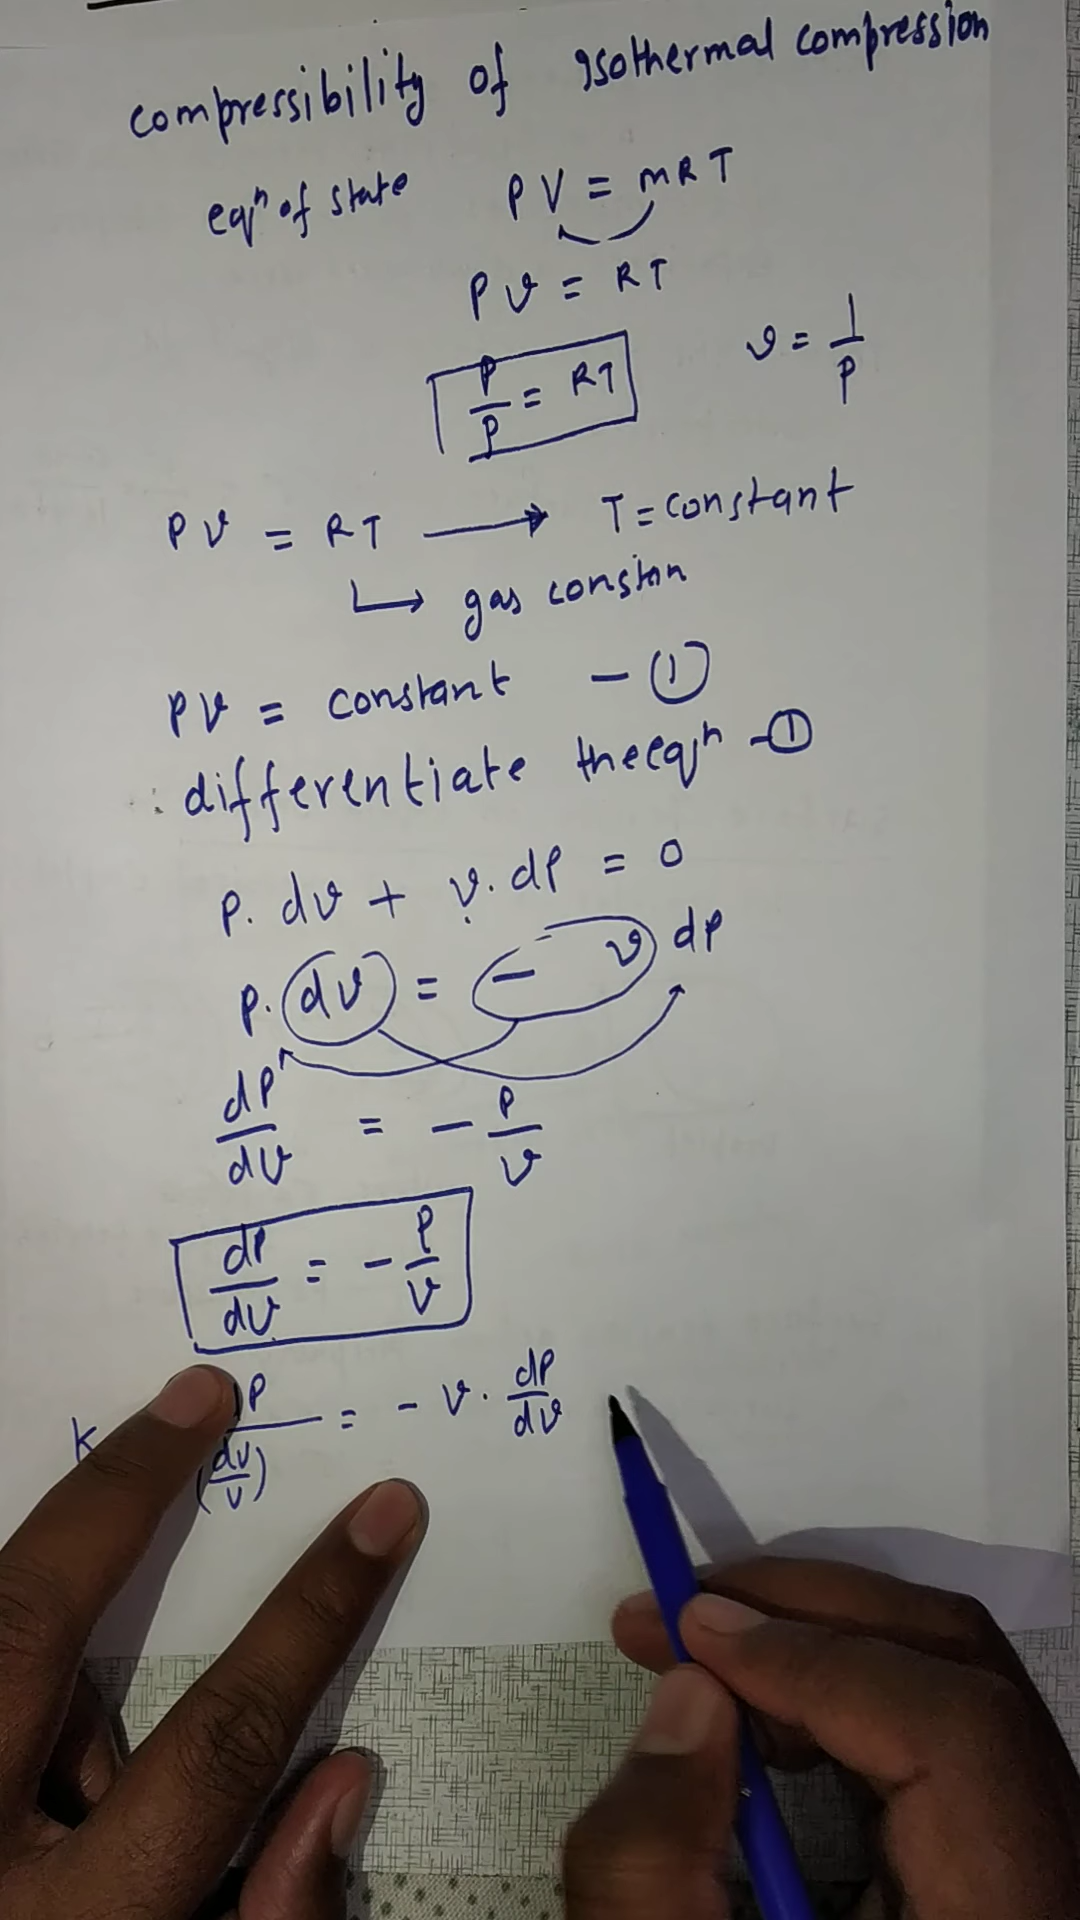 compressibility of isothermal compression
eqⁿ of state PV = mRT
Pv = RT
P/ρ = RT v = 1/ρ
Pv = RT → T = constant
↳ gas constan
Pv = constant - ①
: differentiate the eqⁿ - ①
P. dv + v. dP = 0
P. dv = - v dP
dP/dv = - P/v
dP/dv = - P/v
K P/(dv/v) = - v. dP/dv